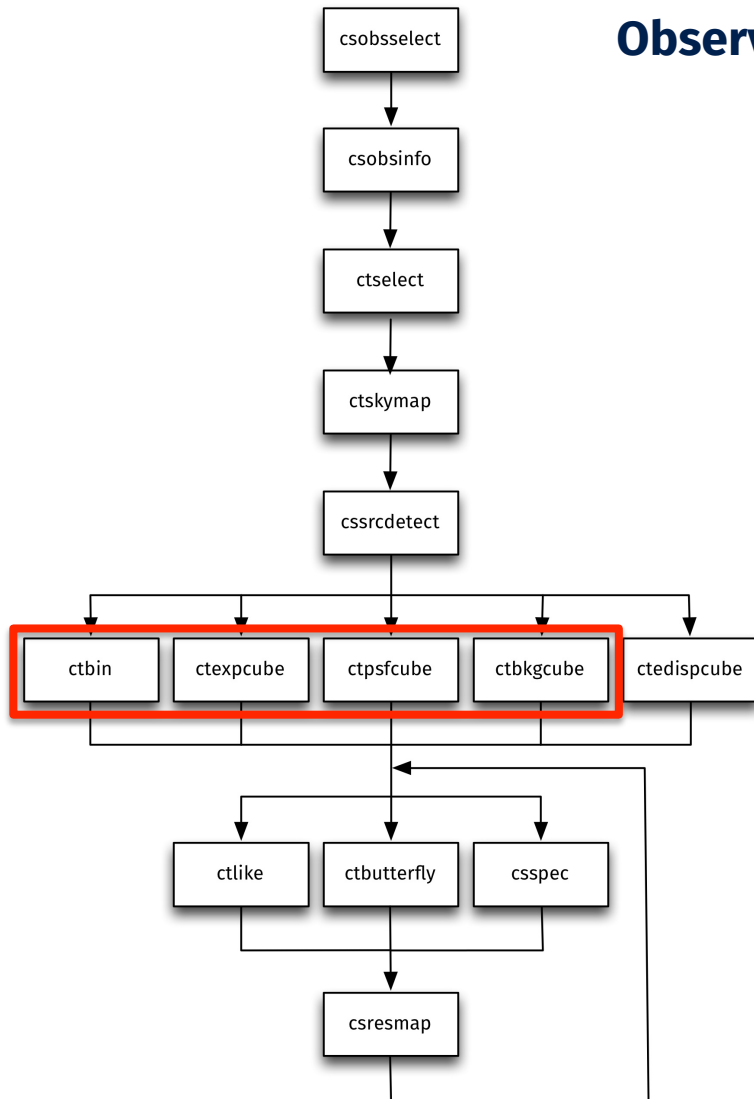 Observ
csobsselect
csobsinfo
ctselect
ctskymap
cssrcdetect
ctbin ctexpcube ctpsfcube ctbkgcube ctedispcube
ctlike ctbutterfly csspec
csresmap